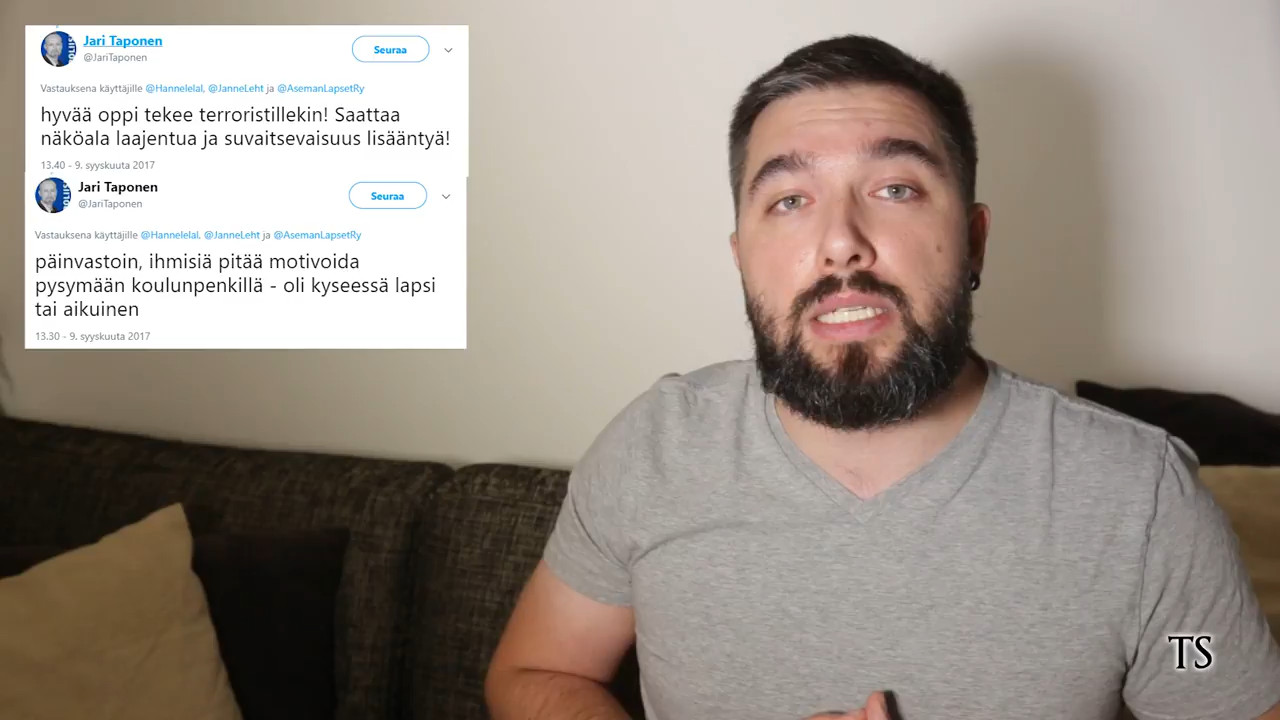 Jari Taponen
@JariTaponen
Seuraa
Vastauksena käyttäjille @Hannelelal, @JanneLeht ja @AsemanLapsetRy
hyvää oppi tekee terroristillekin! Saattaa
näköala laajentua ja suvaitsevaisuus lisääntyä!
13.40 - 9. syyskuuta 2017
Jari Taponen
@JariTaponen
Seuraa
Vastauksena käyttäjille @Hannelelal, @JanneLeht ja @AsemanLapsetRy
päinvastoin, ihmisiä pitää motivoida
pysymään koulunpenkillä - oli kyseessä lapsi
tai aikuinen
13.30 - 9. syyskuuta 2017
TS